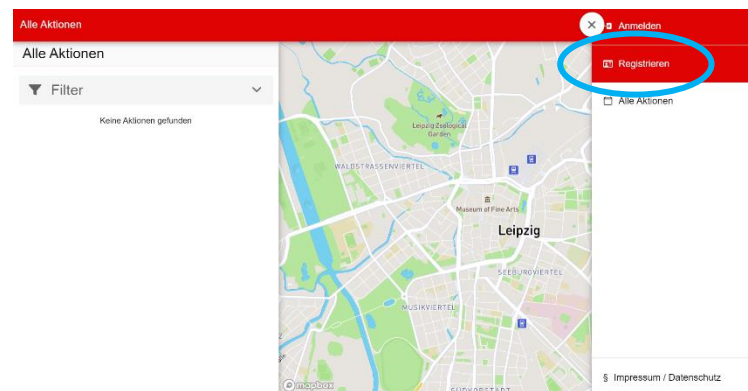 Alle Aktionen
Anmelden
Alle Aktionen
Registrieren
Filter
Alle Aktionen
Keine Aktionen gefunden
Leipzig Zoological
Garden
WALDSTRASSENVIERTEL
Museum of Fine Arts
Leipzig
SEEBURGVIERTEL
MUSIKVIERTEL
§ Impressum / Datenschutz
mapbox
SÜDVORSTADT